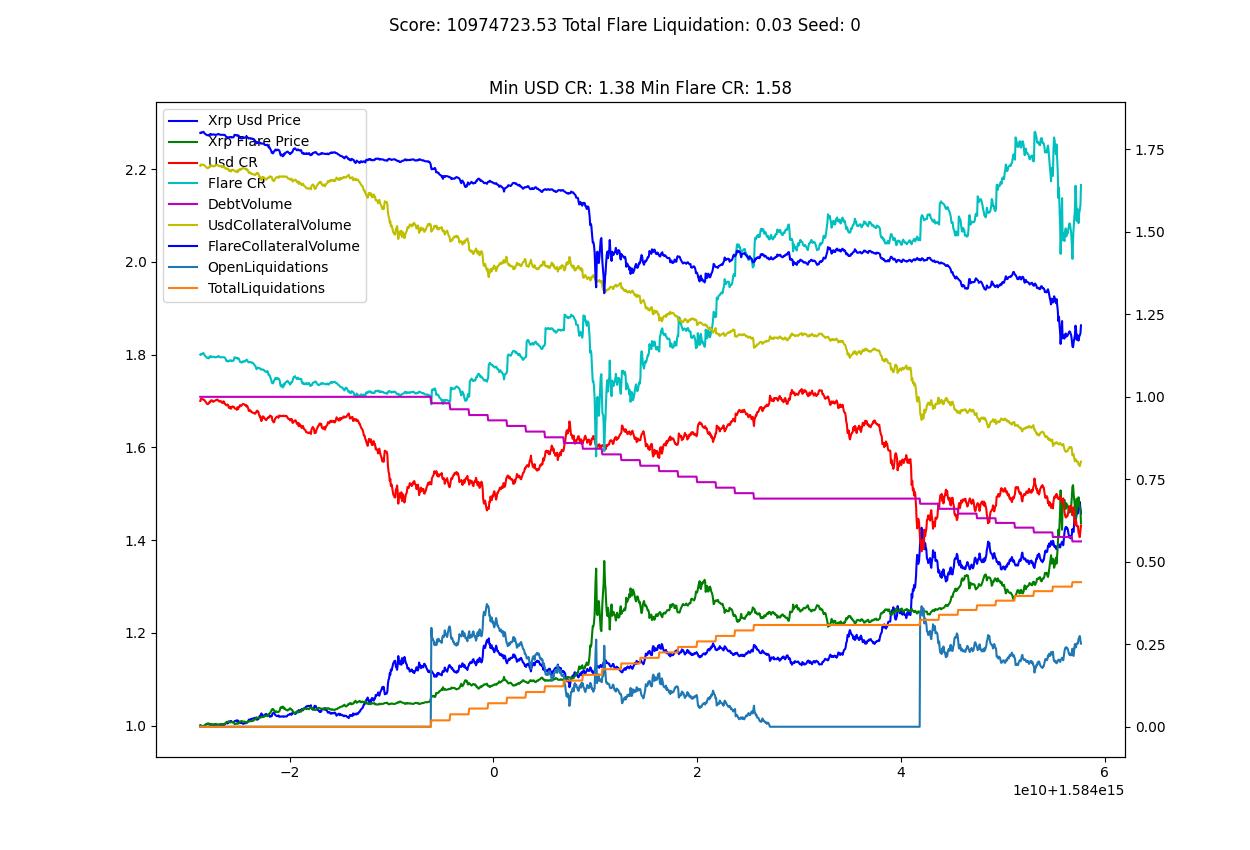 Score: 10974723.53 Total Flare Liquidation: 0.03 Seed: 0
Min USD CR: 1.38 Min Flare CR: 1.58
Xrp Usd Price
Xrp Flare Price
Usd CR
Flare CR
DebtVolume
UsdCollateralVolume
FlareCollateralVolume
OpenLiquidations
TotalLiquidations
2.2
2.0
1.8
1.6
1.4
1.2
1.0
1.75
1.50
1.25
1.00
0.75
0.50
0.25
0.00
−2 0 2 4 6
1e10+1.584e15